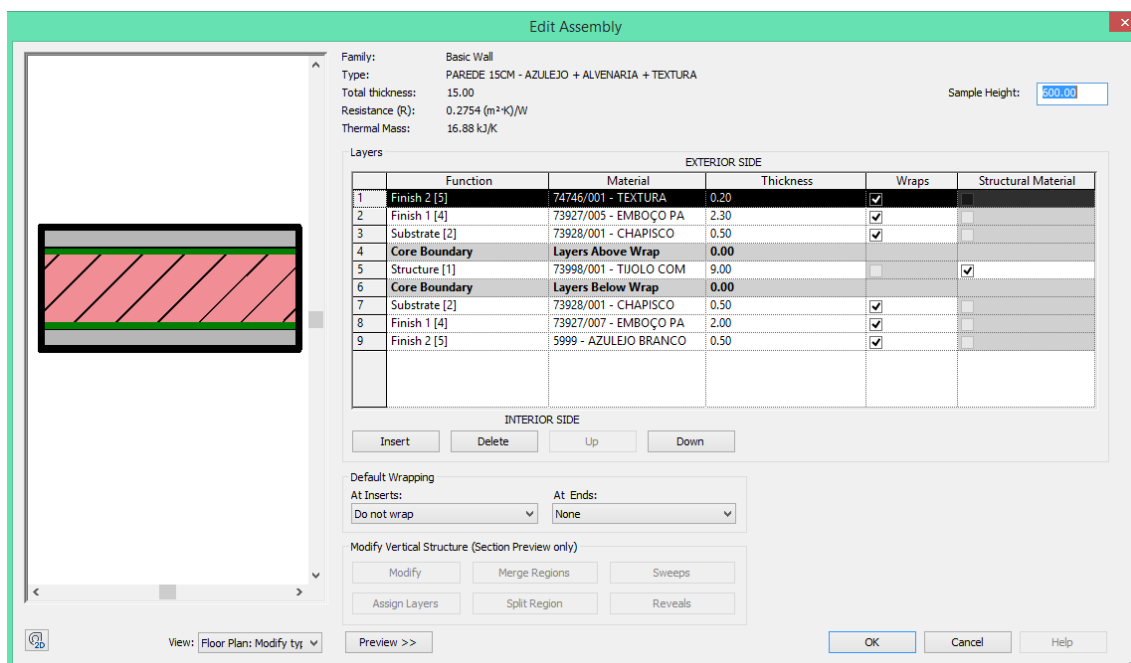 Edit Assembly
Family: Basic Wall
Type: PAREDE 15CM - AZULEJO + ALVENARIA + TEXTURA
Total thickness: 15.00
Sample Height: 600.00
Resistance (R): 0.2754 (m²·K)/W
Thermal Mass: 16.88 kJ/K
Layers
EXTERIOR SIDE
Function Material Thickness Wraps Structural Material
1 Finish 2 [5] 74746/001 - TEXTURA 0.20
2 Finish 1 [4] 73927/005 - EMBOÇO PA 2.30
3 Substrate [2] 73928/001 - CHAPISCO 0.50
4 Core Boundary Layers Above Wrap 0.00
5 Structure [1] 73998/001 - TIJOLO COM 9.00
6 Core Boundary Layers Below Wrap 0.00
7 Substrate [2] 73928/001 - CHAPISCO 0.50
8 Finish 1 [4] 73927/007 - EMBOÇO PA 2.00
9 Finish 2 [5] 5999 - AZULEJO BRANCO 0.50
INTERIOR SIDE
Insert Delete Up Down
Default Wrapping
At Inserts: At Ends:
Do not wrap None
Modify Vertical Structure (Section Preview only)
Modify Merge Regions Sweeps
Assign Layers Split Region Reveals
2D View: Floor Plan: Modify typ Preview >> OK Cancel Help